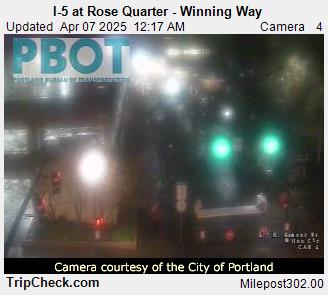 I-5 at Rose Quarter - Winning Way
Updated Apr 07 2025 12:17 AM Camera 4
PBOT
PORTLAND BUREAU OF TRANSPORTATION
CAM
Camera courtesy of the City of Portland
TripCheck.com Milepost302.00